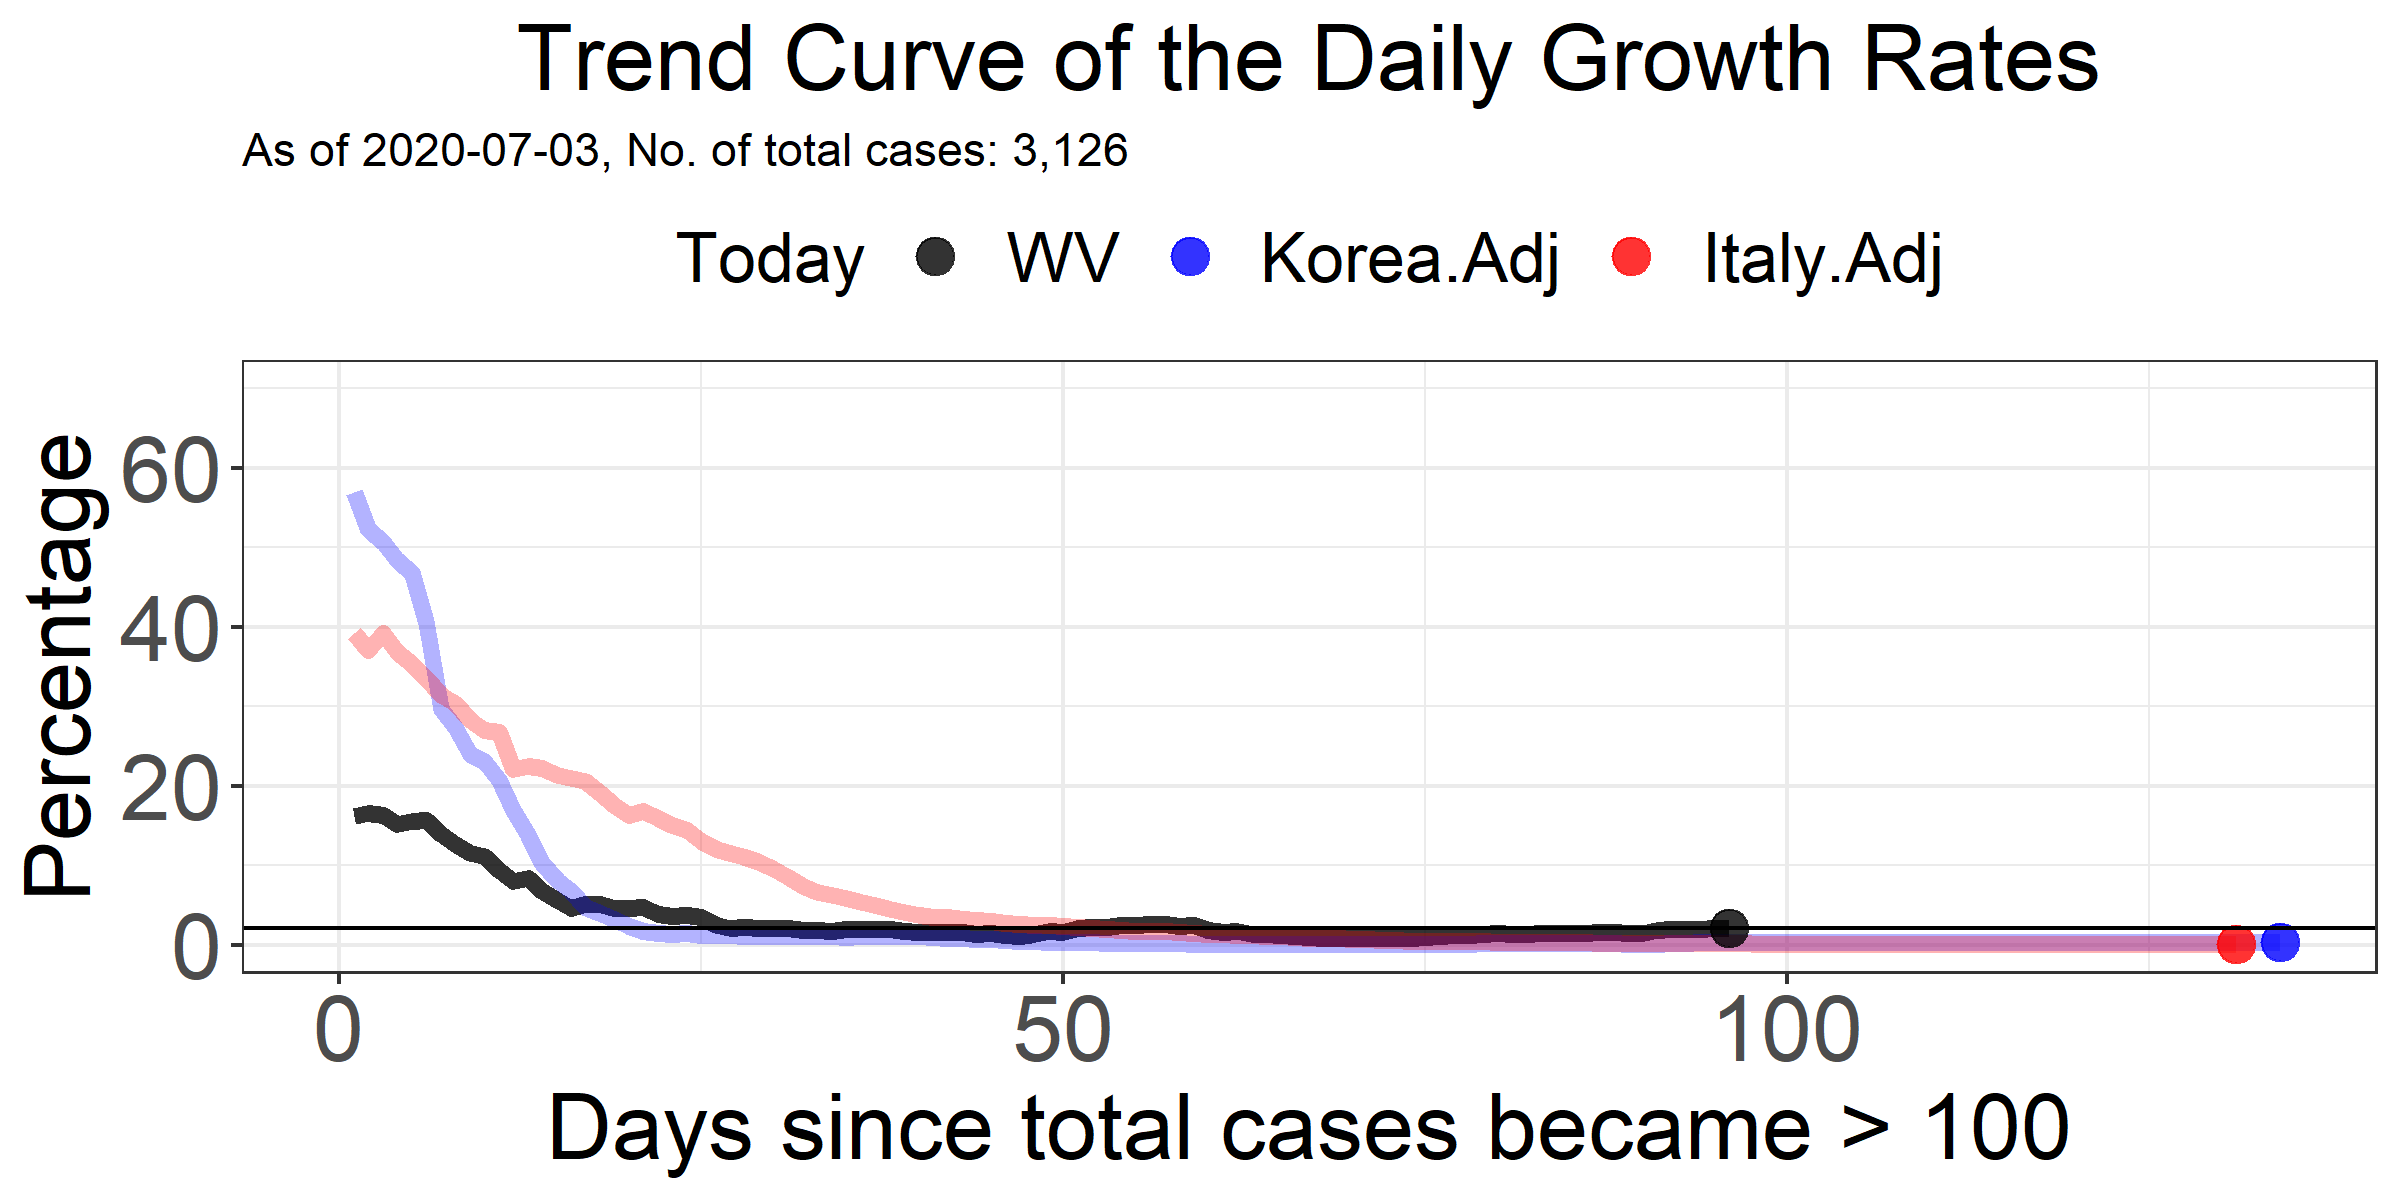 Trend Curve of the Daily Growth Rates
As of 2020-07-03, No. of total cases: 3,126
Today WV Korea.Adj Italy.Adj
Percentage
60
40
20
0
0 50 100
Days since total cases became > 100